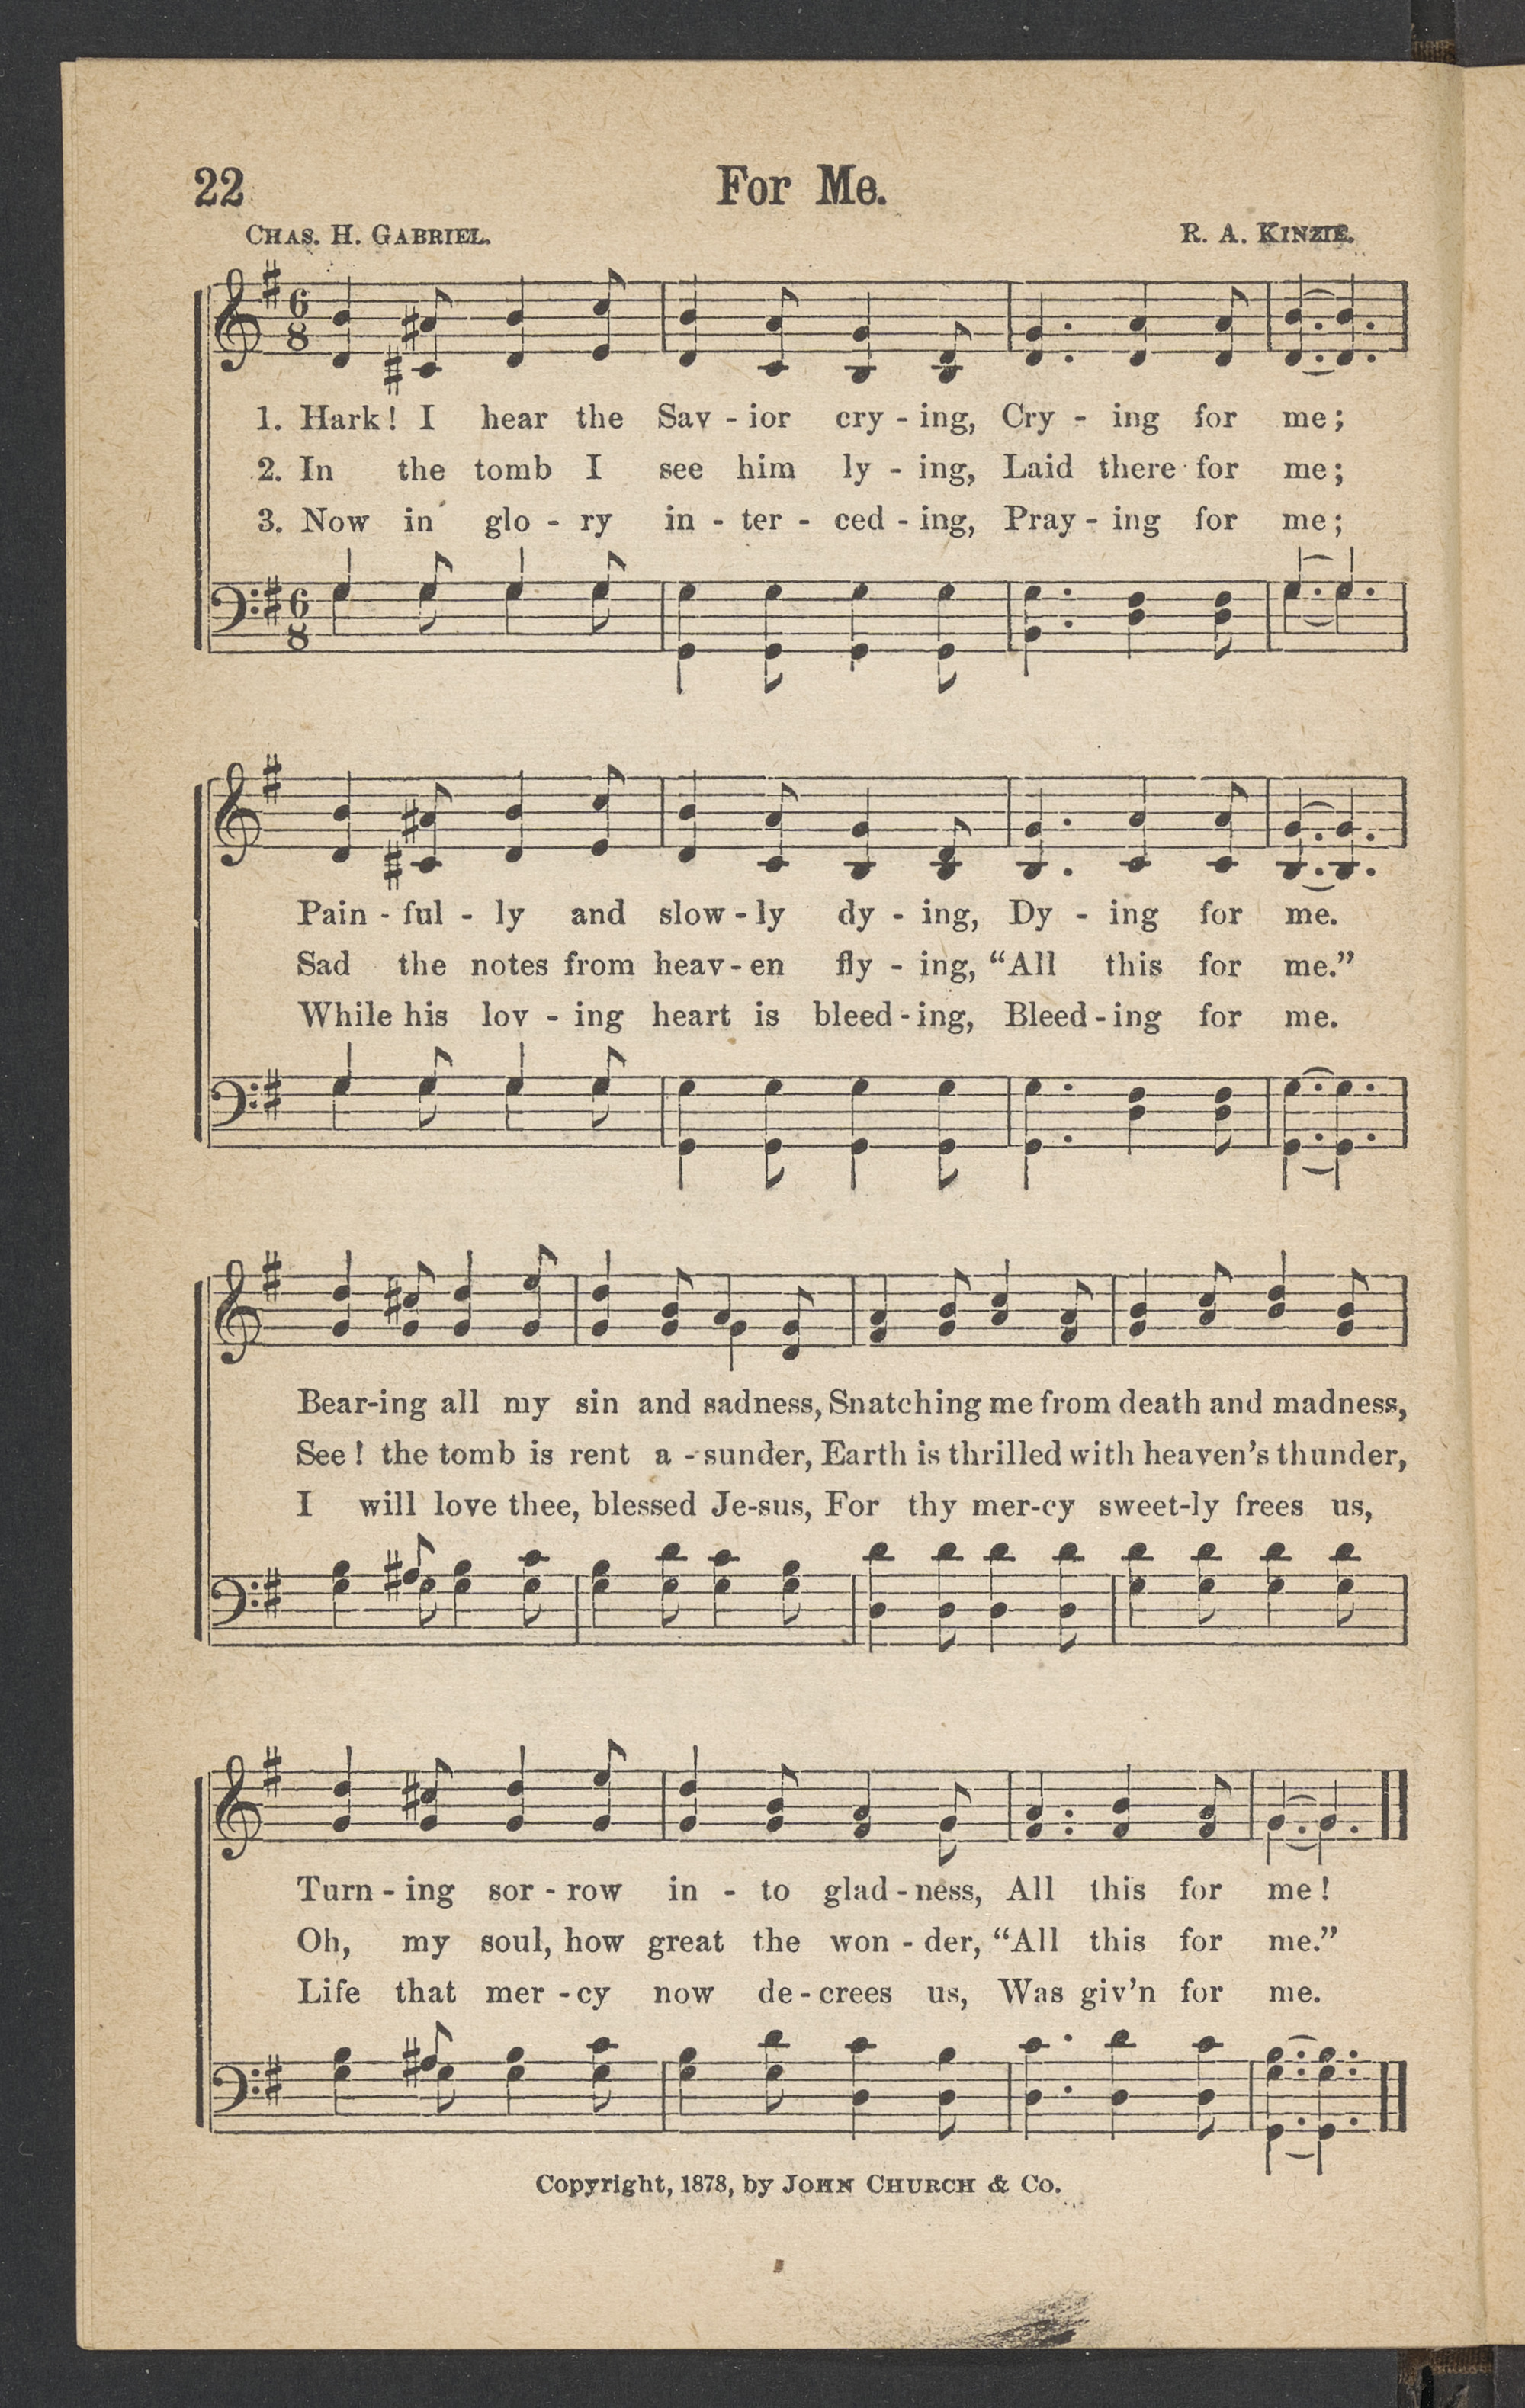 22 For Me.
CHAS. H. GABRIEL. R. A. KINZIE.
6
8
1. Hark! I hear the Sav - ior cry - ing, Cry - ing for me;
2. In the tomb I see him ly - ing, Laid there for me;
3. Now in glo - ry in - ter - ced - ing, Pray - ing for me;
6
8
Pain - ful - ly and slow - ly dy - ing, Dy - ing for me.
Sad the notes from heav - en fly - ing, “All this for me.”
While his lov - ing heart is bleed - ing, Bleed - ing for me.
Bear-ing all my sin and sadness, Snatching me from death and madness,
See! the tomb is rent a - sunder, Earth is thrilled with heaven’s thunder,
I will love thee, blessed Je-sus, For thy mer-cy sweet-ly frees us,
Turn - ing sor - row in - to glad - ness, All this for me!
Oh, my soul, how great the won - der, “All this for me.”
Life that mer - cy now de - crees us, Was giv’n for me.
Copyright, 1878, by JOHN CHURCH & CO.